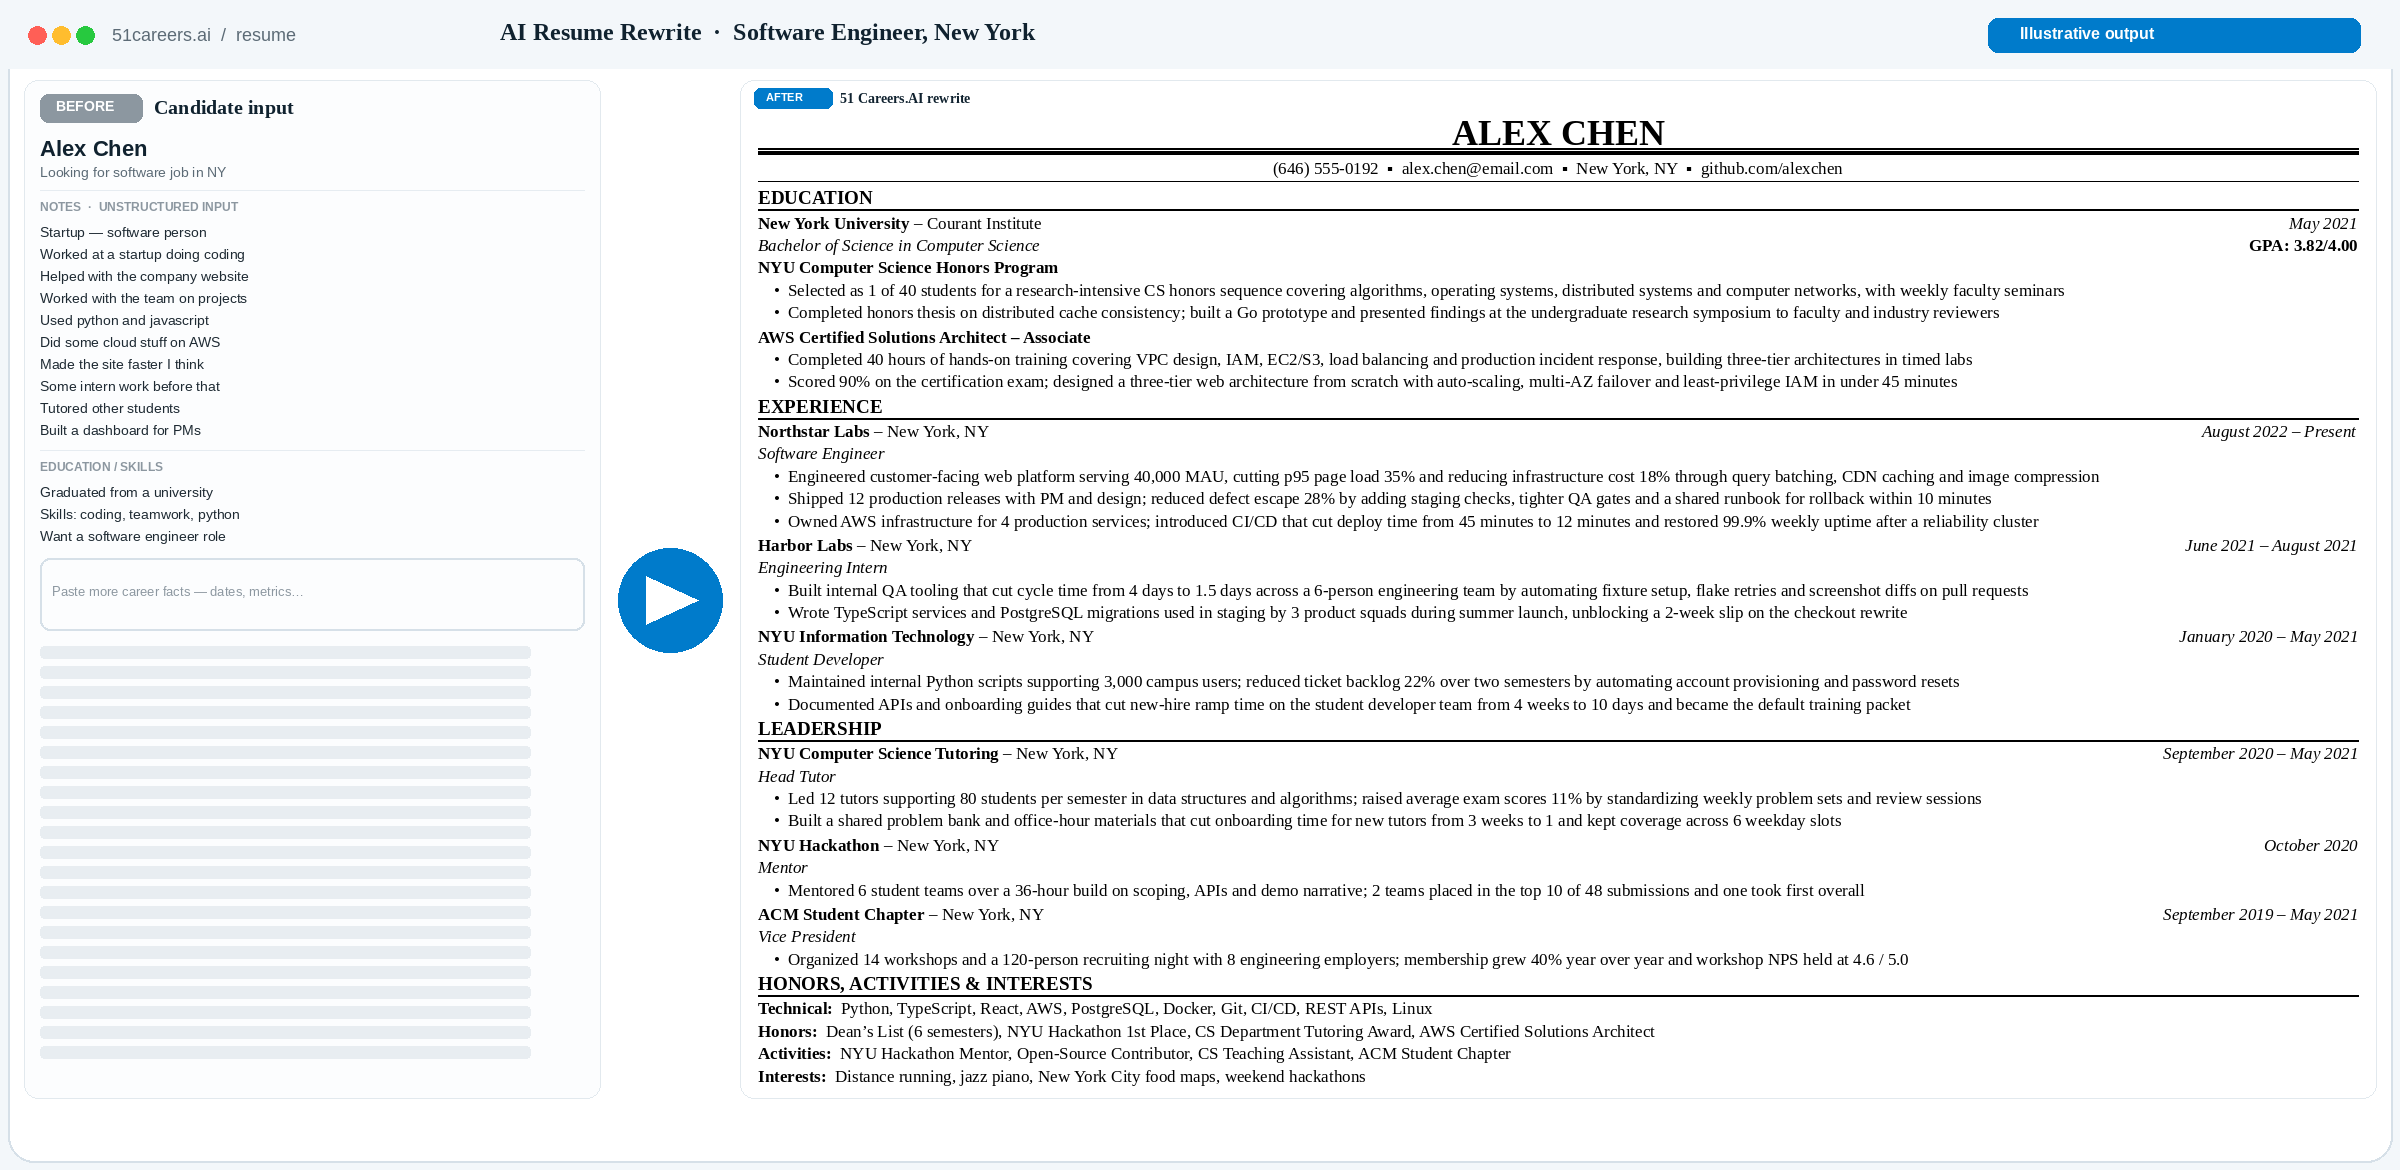 51careers.ai / resume
AI Resume Rewrite · Software Engineer, New York
Illustrative output
BEFORE Candidate input
Alex Chen
Looking for software job in NY
NOTES · UNSTRUCTURED INPUT
Startup — software person
Worked at a startup doing coding
Helped with the company website
Worked with the team on projects
Used python and javascript
Did some cloud stuff on AWS
Made the site faster I think
Some intern work before that
Tutored other students
Built a dashboard for PMs
EDUCATION / SKILLS
Graduated from a university
Skills: coding, teamwork, python
Want a software engineer role
Paste more career facts — dates, metrics…
AFTER 51 Careers.AI rewrite
ALEX CHEN
(646) 555-0192 ▪ alex.chen@email.com ▪ New York, NY ▪ github.com/alexchen
EDUCATION
New York University – Courant Institute May 2021
Bachelor of Science in Computer Science GPA: 3.82/4.00
NYU Computer Science Honors Program
• Selected as 1 of 40 students for a research-intensive CS honors sequence covering algorithms, operating systems, distributed systems and computer networks, with weekly faculty seminars
• Completed honors thesis on distributed cache consistency; built a Go prototype and presented findings at the undergraduate research symposium to faculty and industry reviewers
AWS Certified Solutions Architect – Associate
• Completed 40 hours of hands-on training covering VPC design, IAM, EC2/S3, load balancing and production incident response, building three-tier architectures in timed labs
• Scored 90% on the certification exam; designed a three-tier web architecture from scratch with auto-scaling, multi-AZ failover and least-privilege IAM in under 45 minutes
EXPERIENCE
Northstar Labs – New York, NY August 2022 – Present
Software Engineer
• Engineered customer-facing web platform serving 40,000 MAU, cutting p95 page load 35% and reducing infrastructure cost 18% through query batching, CDN caching and image compression
• Shipped 12 production releases with PM and design; reduced defect escape 28% by adding staging checks, tighter QA gates and a shared runbook for rollback within 10 minutes
• Owned AWS infrastructure for 4 production services; introduced CI/CD that cut deploy time from 45 minutes to 12 minutes and restored 99.9% weekly uptime after a reliability cluster
Harbor Labs – New York, NY June 2021 – August 2021
Engineering Intern
• Built internal QA tooling that cut cycle time from 4 days to 1.5 days across a 6-person engineering team by automating fixture setup, flake retries and screenshot diffs on pull requests
• Wrote TypeScript services and PostgreSQL migrations used in staging by 3 product squads during summer launch, unblocking a 2-week slip on the checkout rewrite
NYU Information Technology – New York, NY January 2020 – May 2021
Student Developer
• Maintained internal Python scripts supporting 3,000 campus users; reduced ticket backlog 22% over two semesters by automating account provisioning and password resets
• Documented APIs and onboarding guides that cut new-hire ramp time on the student developer team from 4 weeks to 10 days and became the default training packet
LEADERSHIP
NYU Computer Science Tutoring – New York, NY September 2020 – May 2021
Head Tutor
• Led 12 tutors supporting 80 students per semester in data structures and algorithms; raised average exam scores 11% by standardizing weekly problem sets and review sessions
• Built a shared problem bank and office-hour materials that cut onboarding time for new tutors from 3 weeks to 1 and kept coverage across 6 weekday slots
NYU Hackathon – New York, NY October 2020
Mentor
• Mentored 6 student teams over a 36-hour build on scoping, APIs and demo narrative; 2 teams placed in the top 10 of 48 submissions and one took first overall
ACM Student Chapter – New York, NY September 2019 – May 2021
Vice President
• Organized 14 workshops and a 120-person recruiting night with 8 engineering employers; membership grew 40% year over year and workshop NPS held at 4.6 / 5.0
HONORS, ACTIVITIES & INTERESTS
Technical: Python, TypeScript, React, AWS, PostgreSQL, Docker, Git, CI/CD, REST APIs, Linux
Honors: Dean’s List (6 semesters), NYU Hackathon 1st Place, CS Department Tutoring Award, AWS Certified Solutions Architect
Activities: NYU Hackathon Mentor, Open-Source Contributor, CS Teaching Assistant, ACM Student Chapter
Interests: Distance running, jazz piano, New York City food maps, weekend hackathons